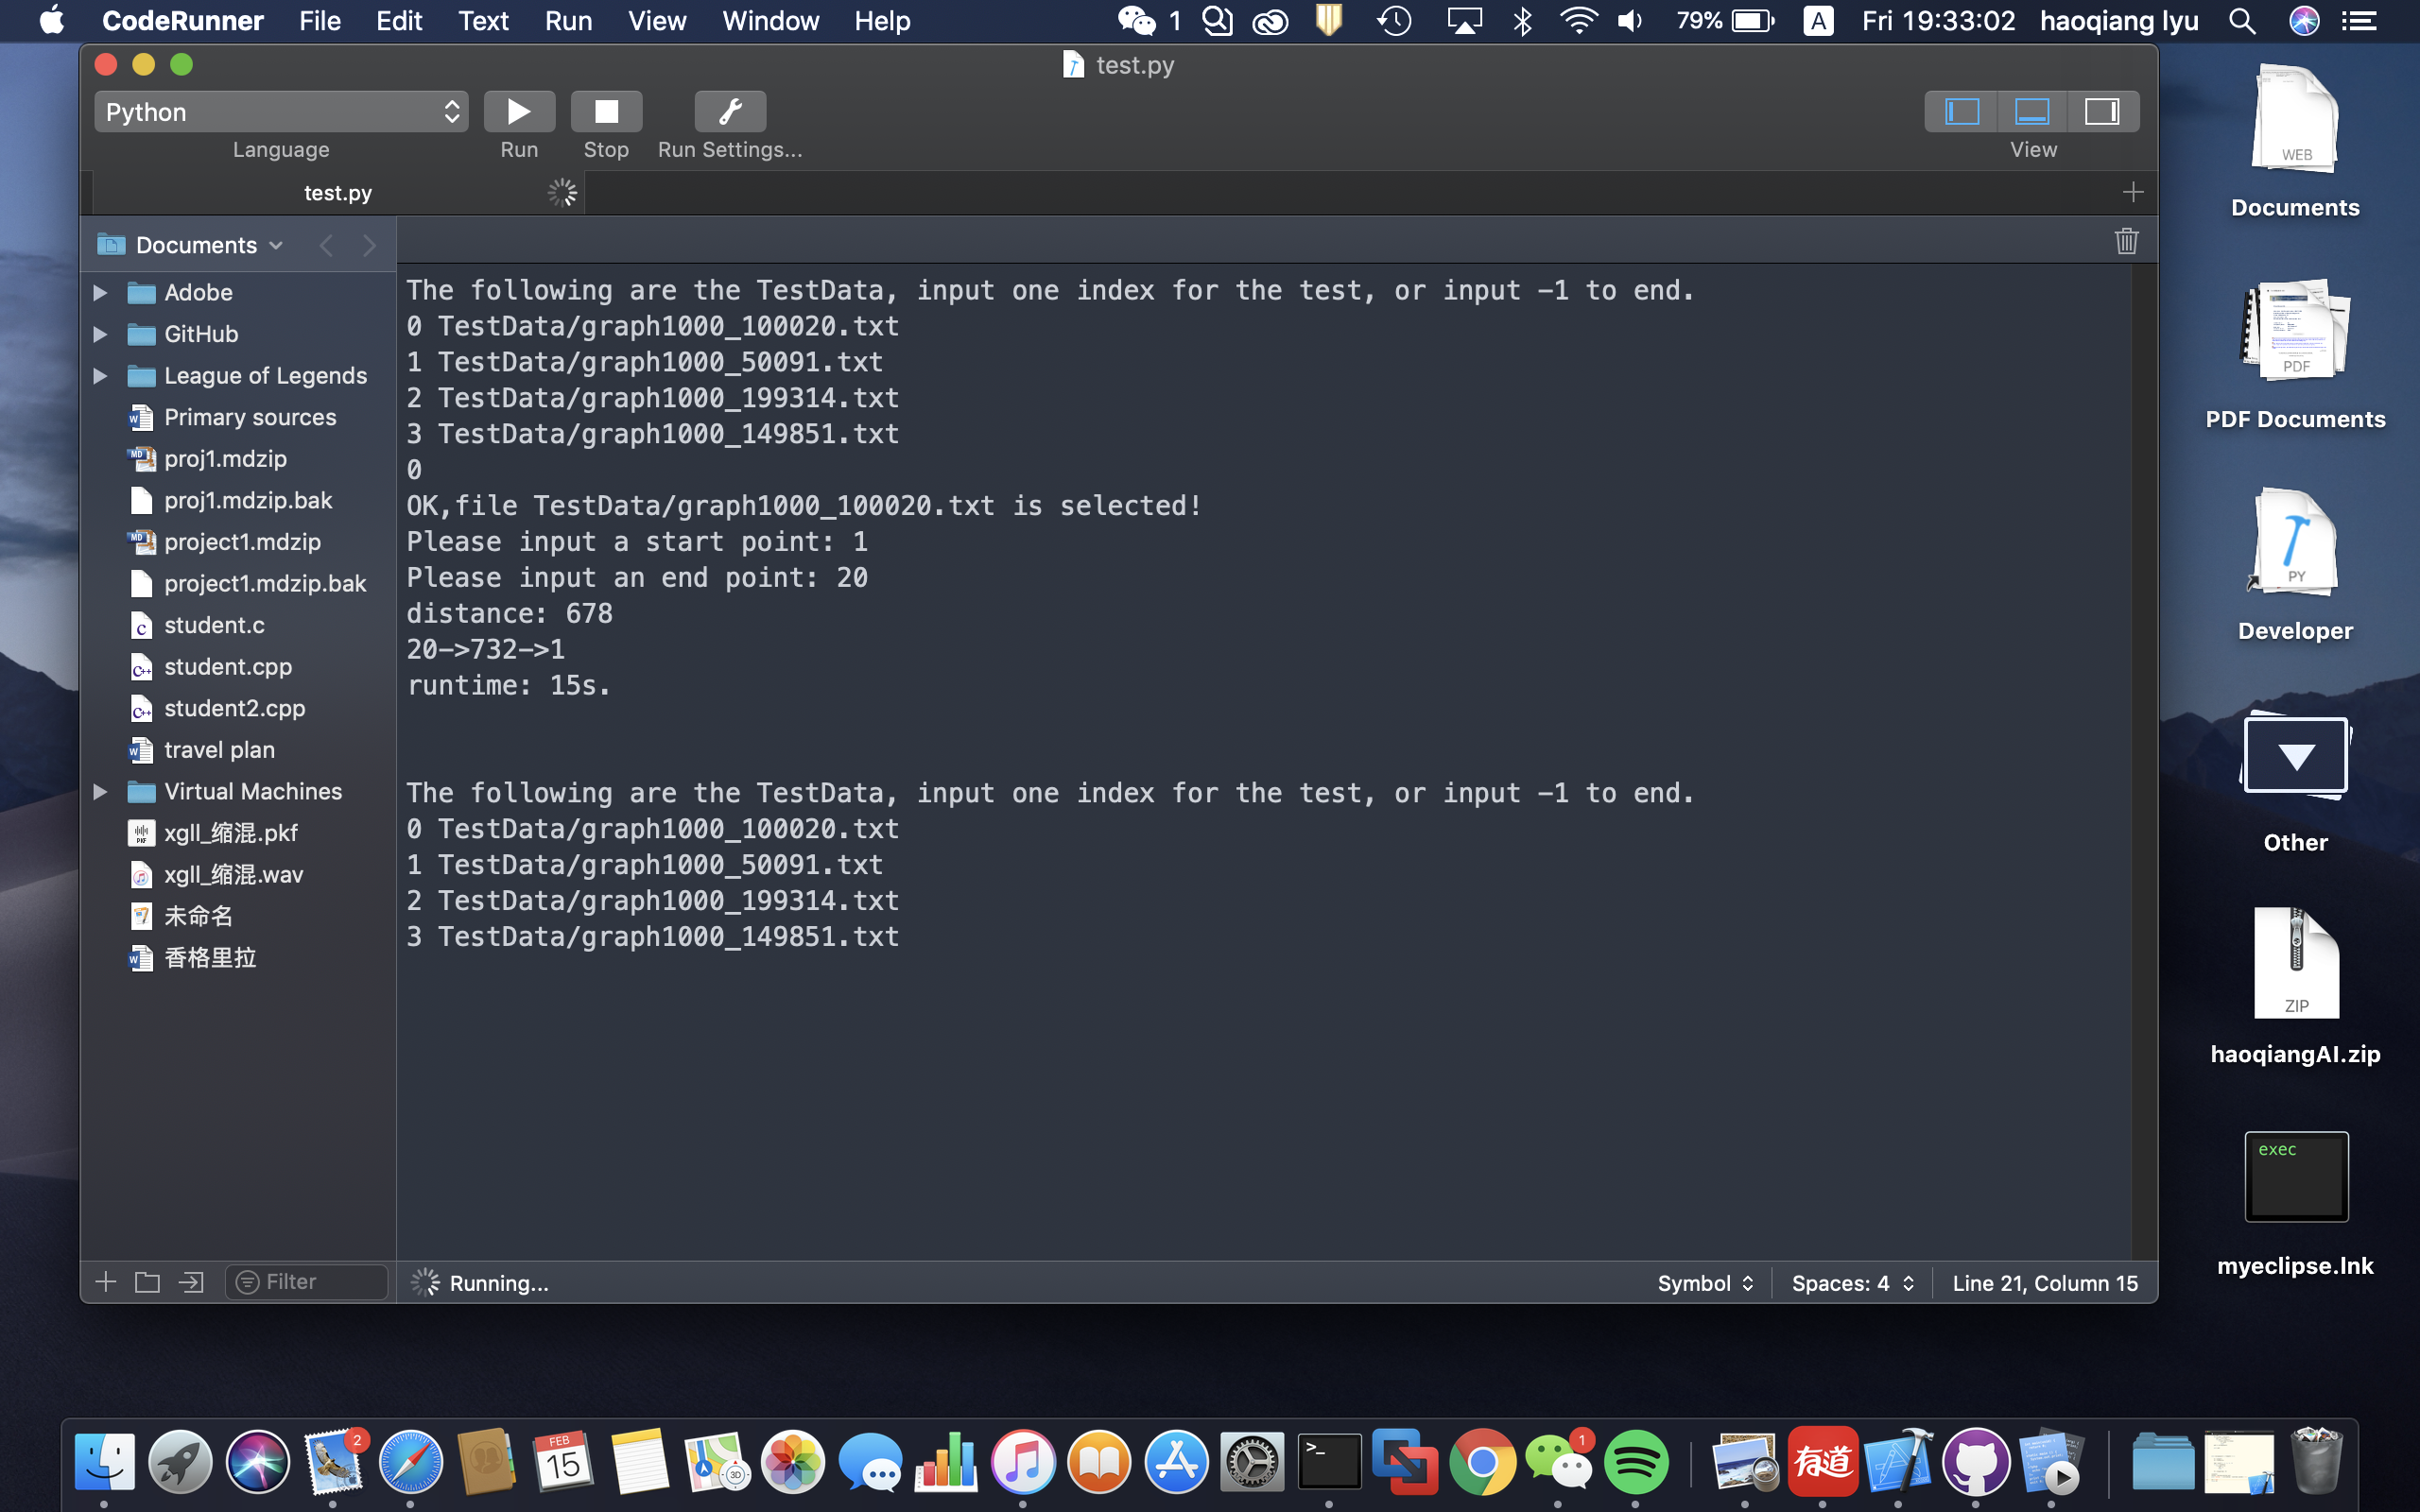 CodeRunner File Edit Text Run View Window Help 1 79% A Fri 19:33:02 haoqiang lyu
test.py
Python
Language Run Stop Run Settings... View
test.py
Documents
Adobe
GitHub
League of Legends
Primary sources
proj1.mdzip
proj1.mdzip.bak
project1.mdzip
project1.mdzip.bak
student.c
student.cpp
student2.cpp
travel plan
Virtual Machines
xgll_缩混.pkf
xgll_缩混.wav
未命名
香格里拉
Filter
The following are the TestData, input one index for the test, or input -1 to end.
0 TestData/graph1000_100020.txt
1 TestData/graph1000_50091.txt
2 TestData/graph1000_199314.txt
3 TestData/graph1000_149851.txt
0
OK,file TestData/graph1000_100020.txt is selected!
Please input a start point: 1
Please input an end point: 20
distance: 678
20->732->1
runtime: 15s.
The following are the TestData, input one index for the test, or input -1 to end.
0 TestData/graph1000_100020.txt
1 TestData/graph1000_50091.txt
2 TestData/graph1000_199314.txt
3 TestData/graph1000_149851.txt
Running...
Symbol Spaces: 4 Line 21, Column 15
WEB
Documents
PDF
PDF Documents
PY
Developer
Other
ZIP
haoqiangAI.zip
exec
myeclipse.lnk
2
FEB
15
3D
>_
1
有道